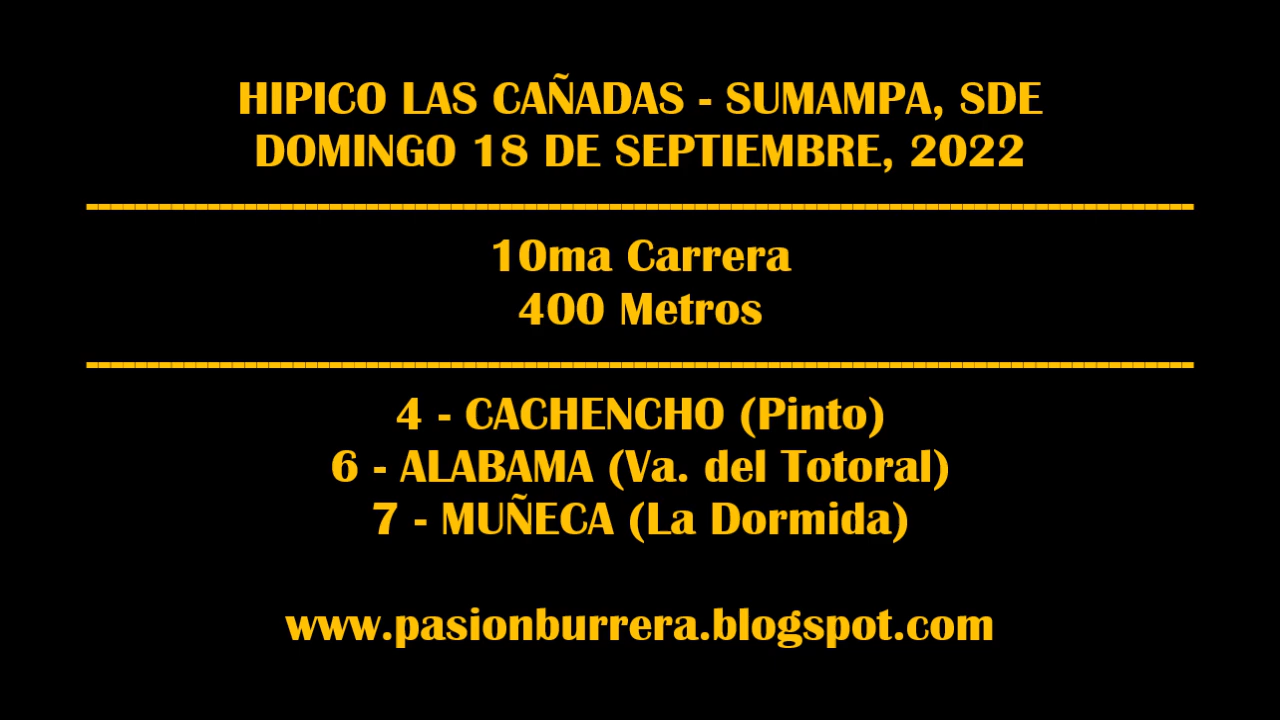 HIPICO LAS CAÑADAS - SUMAMPA, SDE
DOMINGO 18 DE SEPTIEMBRE, 2022
10ma Carrera
400 Metros
4 - CACHENCHO (Pinto)
6 - ALABAMA (Va. del Totoral)
7 - MUÑECA (La Dormida)
www.pasionburrera.blogspot.com